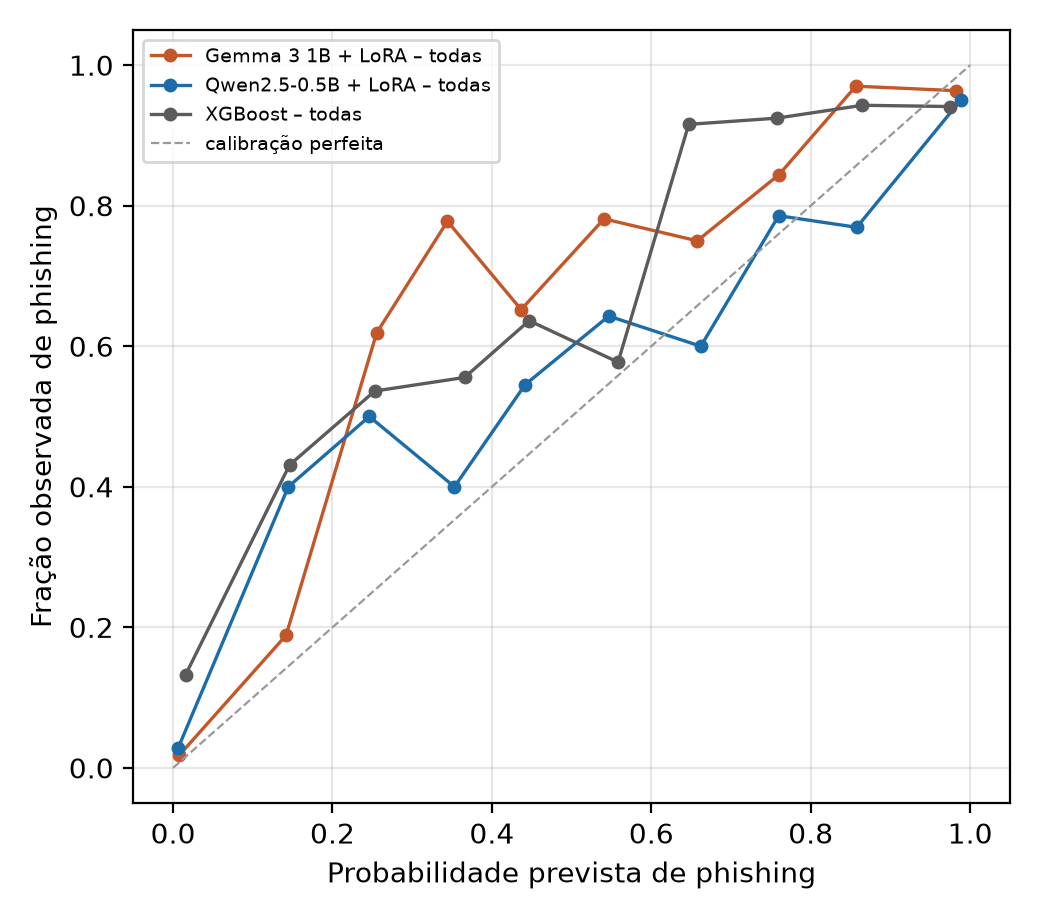 Gemma 3 1B + LoRA – todas
Qwen2.5-0.5B + LoRA – todas
XGBoost – todas
calibração perfeita
Fração observada de phishing
1.0
0.8
0.6
0.4
0.2
0.0
0.0 0.2 0.4 0.6 0.8 1.0
Probabilidade prevista de phishing